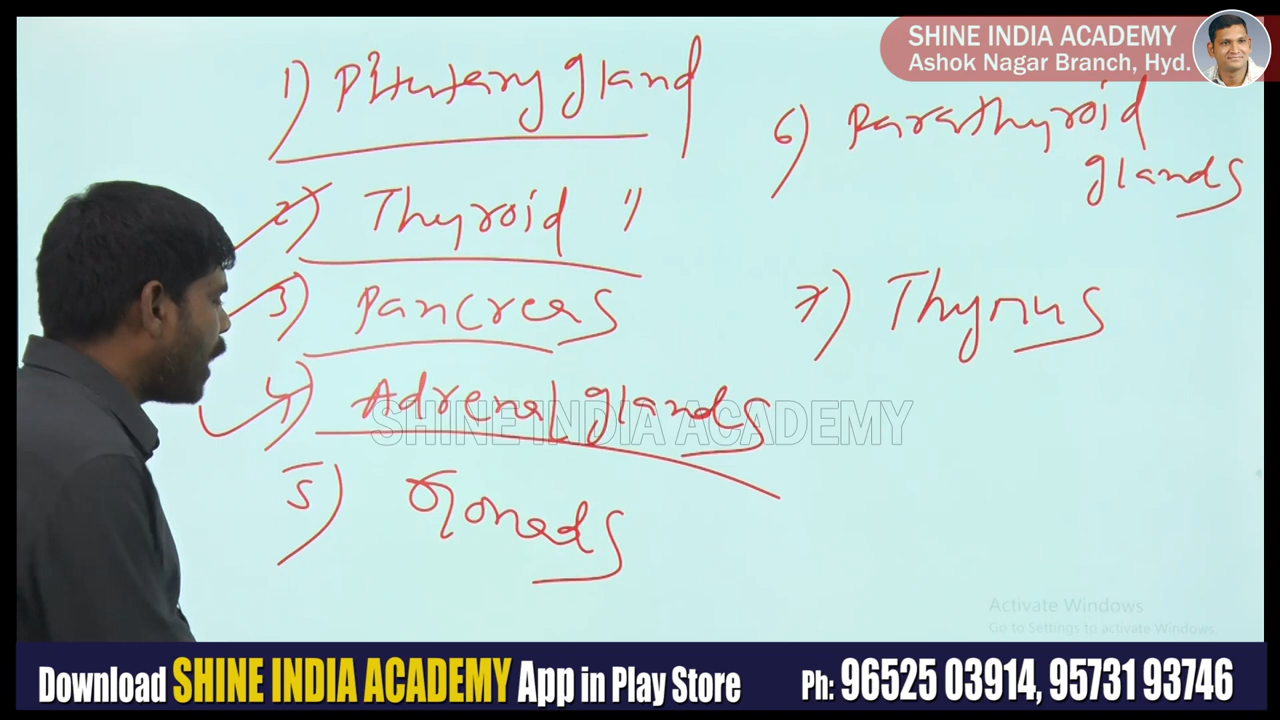 SHINE INDIA ACADEMY
Ashok Nagar Branch, Hyd.
1) Pituitary gland
2) Thyroid "
3) Pancreas
4) Adrenal glands
5) Gonads
6) Parathyroid
glands
7) Thymus
SHINE INDIA ACADEMY
Activate Windows
Go to Settings to activate Windows.
Download SHINE INDIA ACADEMY App in Play Store Ph: 96525 03914, 95731 93746